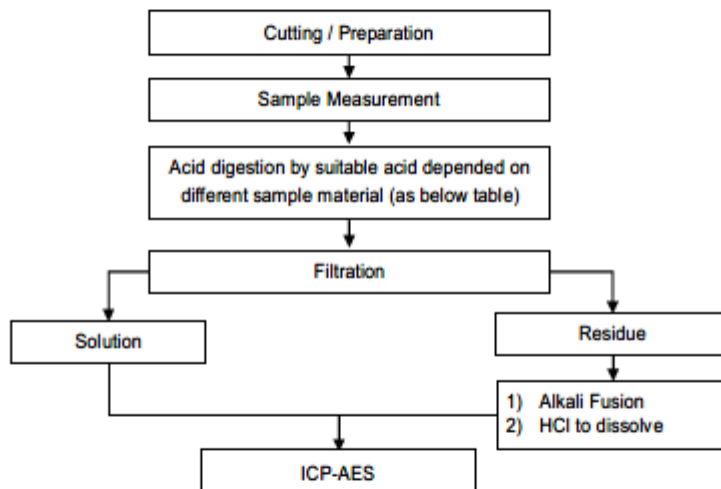 Cutting / Preparation
Sample Measurement
Acid digestion by suitable acid depended on
different sample material (as below table)
Filtration
Solution
Residue
1) Alkali Fusion
2) HCl to dissolve
ICP-AES